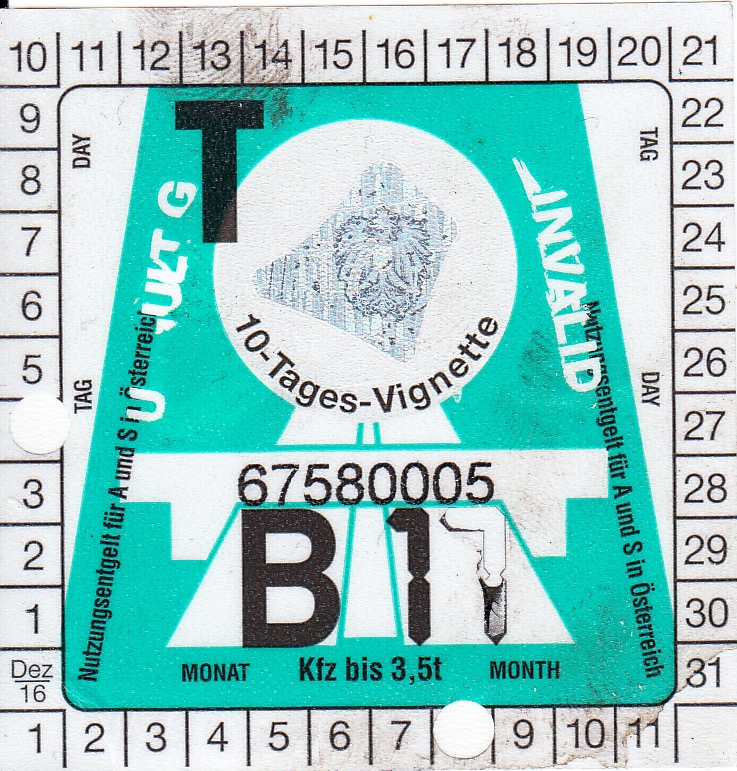 10 11 12 13 14 15 16 17 18 19 20 21
9
8
7
6
5
3
2
1
Dez
16
22
23
24
25
26
27
28
29
30
31
DAY
TAG
TAG
DAY
T
U ULT G
INVALID
10-Tages-Vignette
Nutzungsentgelt für A und S in Österreich
Nutzungsentgelt für A und S in Österreich
67580005
B 17
MONAT Kfz bis 3,5t MONTH
1 2 3 4 5 6 7 9 10 11